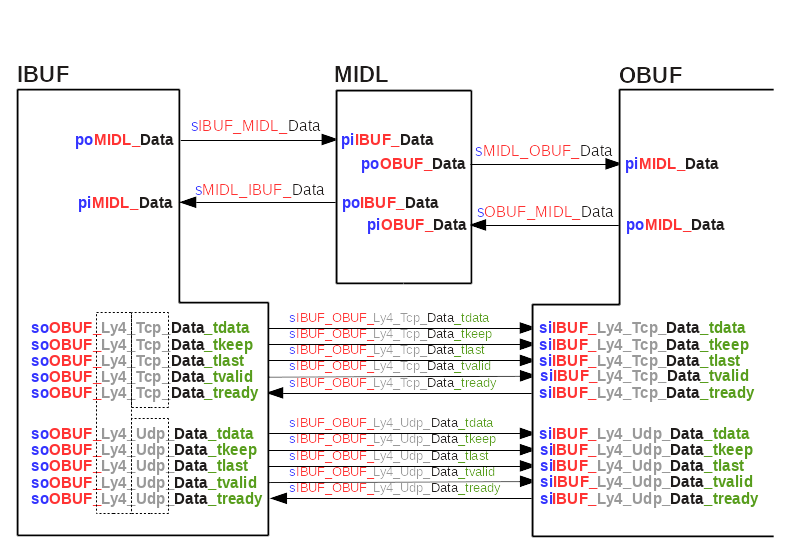 IBUF
MIDL
OBUF
poMIDL_Data
sIBUF_MIDL_Data
piIBUF_Data
poOBUF_Data
sMIDL_OBUF_Data
piMIDL_Data
piMIDL_Data
sMIDL_IBUF_Data
poIBUF_Data
piOBUF_Data
sOBUF_MIDL_Data
poMIDL_Data
soOBUF_Ly4_Tcp_Data_tdata
soOBUF_Ly4_Tcp_Data_tkeep
soOBUF_Ly4_Tcp_Data_tlast
soOBUF_Ly4_Tcp_Data_tvalid
soOBUF_Ly4_Tcp_Data_tready
sIBUF_OBUF_Ly4_Tcp_Data_tdata
sIBUF_OBUF_Ly4_Tcp_Data_tkeep
sIBUF_OBUF_Ly4_Tcp_Data_tlast
sIBUF_OBUF_Ly4_Tcp_Data_tvalid
sIBUF_OBUF_Ly4_Tcp_Data_tready
siIBUF_Ly4_Tcp_Data_tdata
siIBUF_Ly4_Tcp_Data_tkeep
siIBUF_Ly4_Tcp_Data_tlast
siIBUF_Ly4_Tcp_Data_tvalid
siIBUF_Ly4_Tcp_Data_tready
soOBUF_Ly4_Udp_Data_tdata
soOBUF_Ly4_Udp_Data_tkeep
soOBUF_Ly4_Udp_Data_tlast
soOBUF_Ly4_Udp_Data_tvalid
soOBUF_Ly4_Udp_Data_tready
sIBUF_OBUF_Ly4_Udp_Data_tdata
sIBUF_OBUF_Ly4_Udp_Data_tkeep
sIBUF_OBUF_Ly4_Udp_Data_tlast
sIBUF_OBUF_Ly4_Udp_Data_tvalid
sIBUF_OBUF_Ly4_Udp_Data_tready
siIBUF_Ly4_Udp_Data_tdata
siIBUF_Ly4_Udp_Data_tkeep
siIBUF_Ly4_Udp_Data_tlast
siIBUF_Ly4_Udp_Data_tvalid
siIBUF_Ly4_Udp_Data_tready